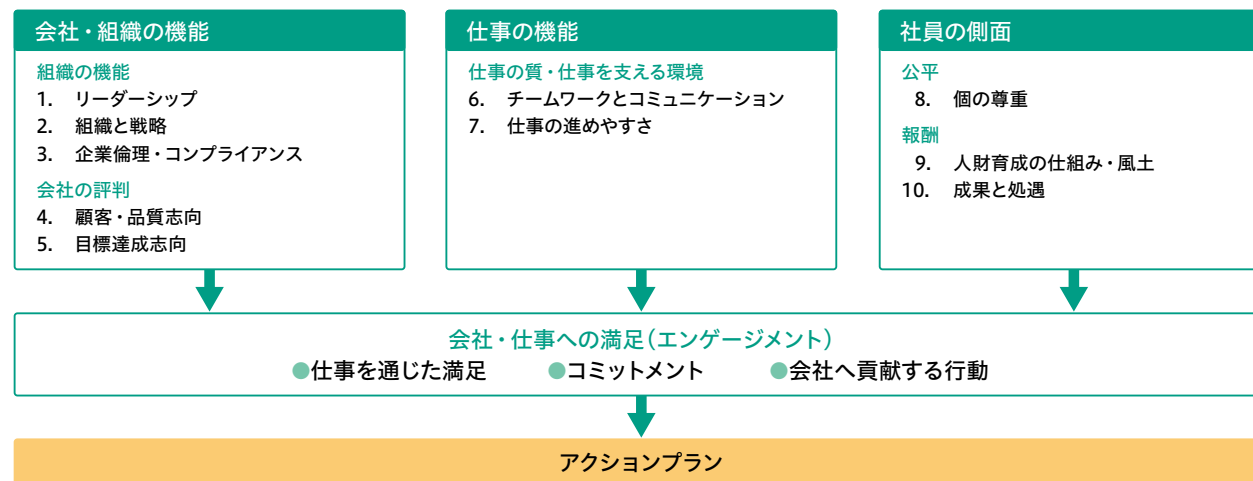 会社・組織の機能
組織の機能
1. リーダーシップ
2. 組織と戦略
3. 企業倫理・コンプライアンス
会社の評判
4. 顧客・品質志向
5. 目標達成志向
仕事の機能
仕事の質・仕事を支える環境
6. チームワークとコミュニケーション
7. 仕事の進めやすさ
社員の側面
公平
8. 個の尊重
報酬
9. 人財育成の仕組み・風土
10. 成果と処遇
会社・仕事への満足(エンゲージメント)
●仕事を通じた満足 ●コミットメント ●会社へ貢献する行動
アクションプラン